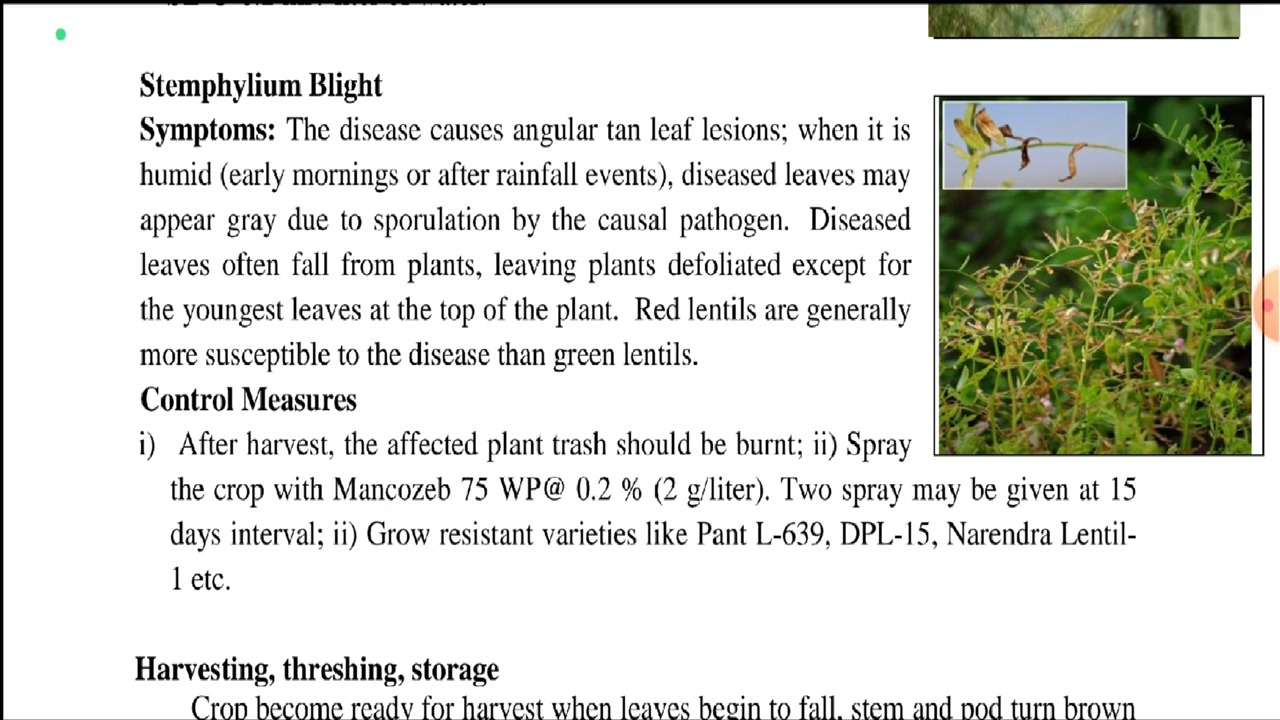 Stemphylium Blight
Symptoms: The disease causes angular tan leaf lesions; when it is
humid (early mornings or after rainfall events), diseased leaves may
appear gray due to sporulation by the causal pathogen. Diseased
leaves often fall from plants, leaving plants defoliated except for
the youngest leaves at the top of the plant. Red lentils are generally
more susceptible to the disease than green lentils.
Control Measures
i) After harvest, the affected plant trash should be burnt; ii) Spray
the crop with Mancozeb 75 WP@ 0.2 % (2 g/liter). Two spray may be given at 15
days interval; ii) Grow resistant varieties like Pant L-639, DPL-15, Narendra Lentil-
1 etc.
Harvesting, threshing, storage
Crop become ready for harvest when leaves begin to fall, stem and pod turn brown